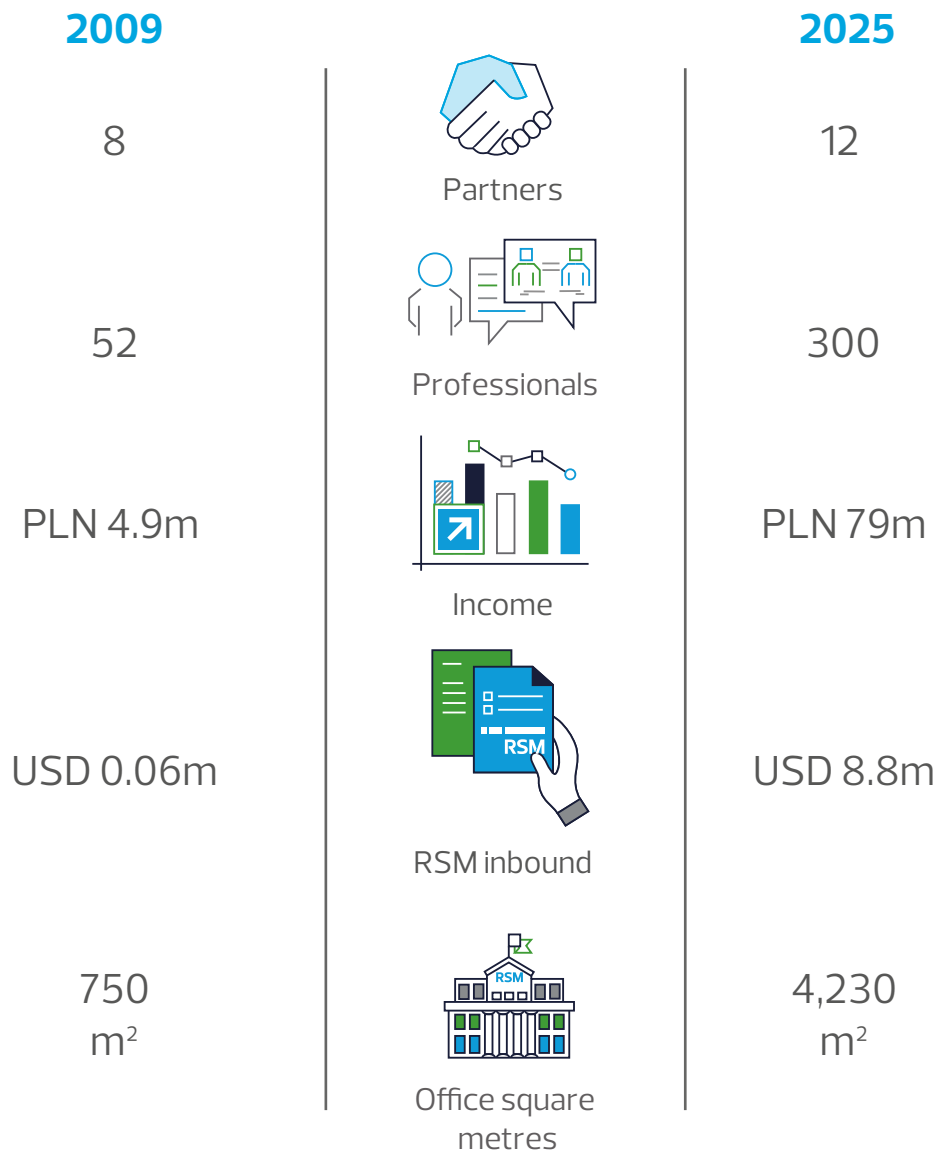 2009
2025
8
Partners
12
52
Professionals
300
PLN 4.9m
Income
PLN 79m
RSM
USD 0.06m
RSM inbound
USD 8.8m
RSM
750
m²
Office square
metres
4,230
m²